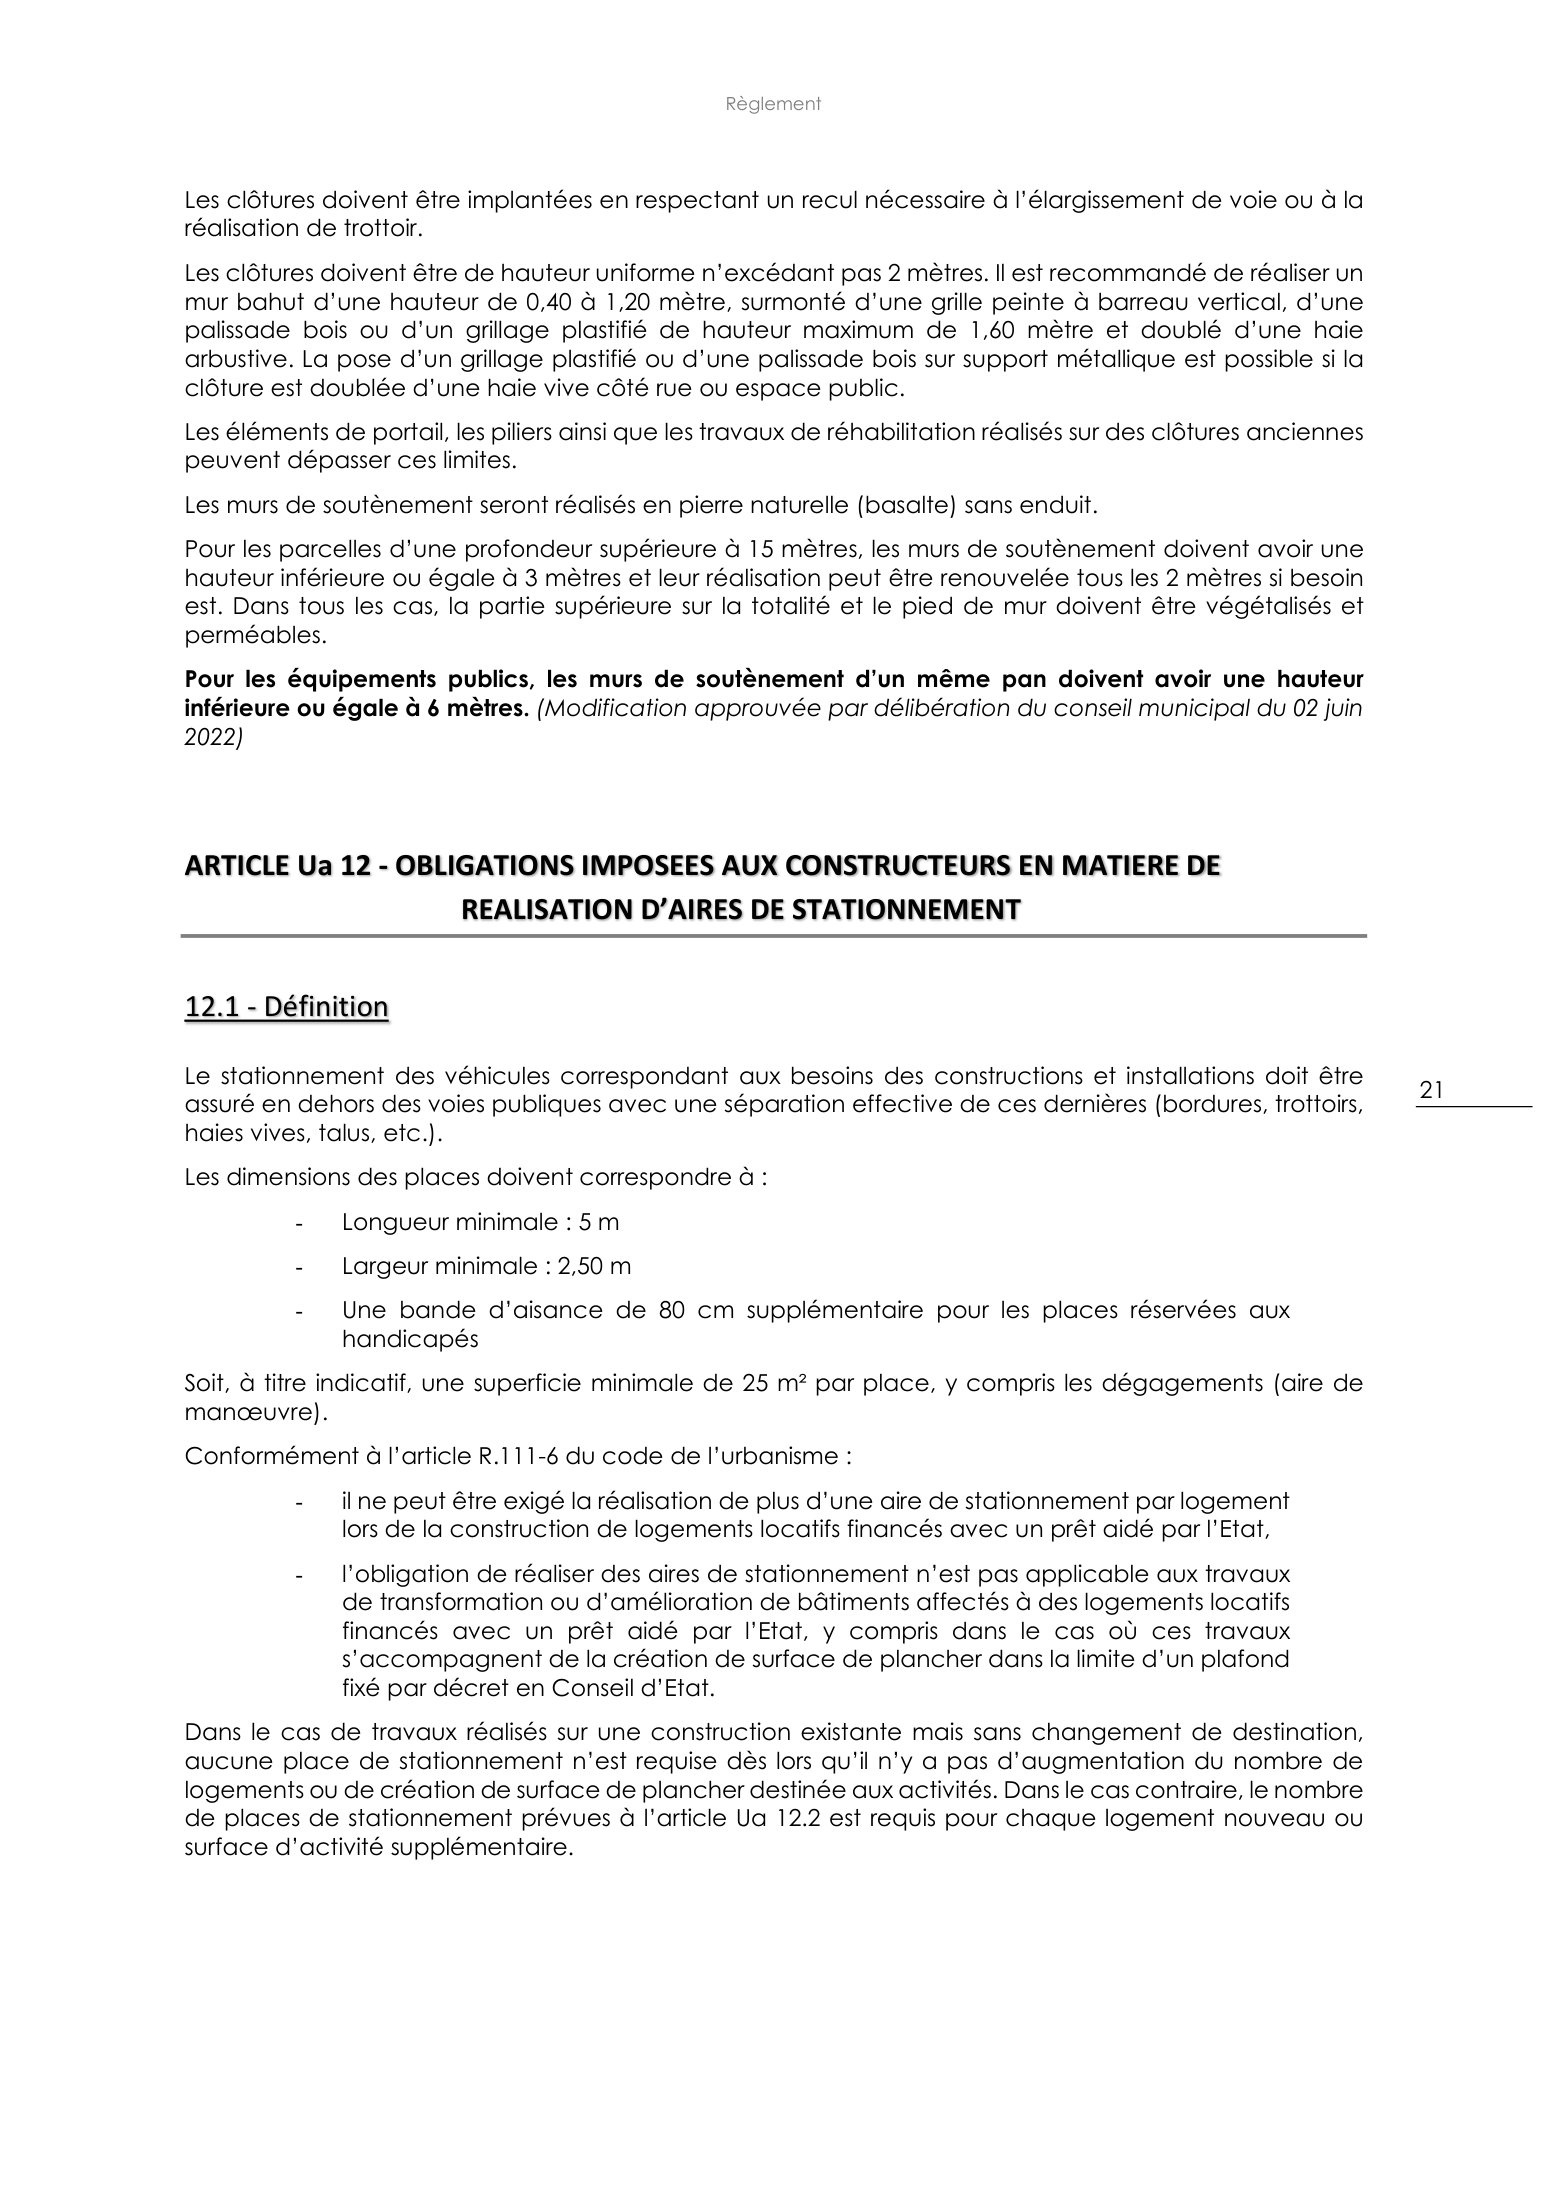 Règlement
Les clôtures doivent être implantées en respectant un recul nécessaire à l’élargissement de voie ou à la
réalisation de trottoir.
Les clôtures doivent être de hauteur uniforme n’excédant pas 2 mètres. Il est recommandé de réaliser un
mur bahut d’une hauteur de 0,40 à 1,20 mètre, surmonté d’une grille peinte à barreau vertical, d’une
palissade bois ou d’un grillage plastifié de hauteur maximum de 1,60 mètre et doublé d’une haie
arbustive. La pose d’un grillage plastifié ou d’une palissade bois sur support métallique est possible si la
clôture est doublée d’une haie vive côté rue ou espace public.
Les éléments de portail, les piliers ainsi que les travaux de réhabilitation réalisés sur des clôtures anciennes
peuvent dépasser ces limites.
Les murs de soutènement seront réalisés en pierre naturelle (basalte) sans enduit.
Pour les parcelles d’une profondeur supérieure à 15 mètres, les murs de soutènement doivent avoir une
hauteur inférieure ou égale à 3 mètres et leur réalisation peut être renouvelée tous les 2 mètres si besoin
est. Dans tous les cas, la partie supérieure sur la totalité et le pied de mur doivent être végétalisés et
perméables.
Pour les équipements publics, les murs de soutènement d’un même pan doivent avoir une hauteur
inférieure ou égale à 6 mètres. (Modification approuvée par délibération du conseil municipal du 02 juin
2022)
ARTICLE Ua 12 - OBLIGATIONS IMPOSEES AUX CONSTRUCTEURS EN MATIERE DE
REALISATION D’AIRES DE STATIONNEMENT
12.1 - Définition
Le stationnement des véhicules correspondant aux besoins des constructions et installations doit être
assuré en dehors des voies publiques avec une séparation effective de ces dernières (bordures, trottoirs,
haies vives, talus, etc.).
21
Les dimensions des places doivent correspondre à :
- Longueur minimale : 5 m
- Largeur minimale : 2,50 m
- Une bande d’aisance de 80 cm supplémentaire pour les places réservées aux
handicapés
Soit, à titre indicatif, une superficie minimale de 25 m² par place, y compris les dégagements (aire de
manœuvre).
Conformément à l’article R.111-6 du code de l’urbanisme :
- il ne peut être exigé la réalisation de plus d’une aire de stationnement par logement
lors de la construction de logements locatifs financés avec un prêt aidé par l’Etat,
- l’obligation de réaliser des aires de stationnement n’est pas applicable aux travaux
de transformation ou d’amélioration de bâtiments affectés à des logements locatifs
financés avec un prêt aidé par l’Etat, y compris dans le cas où ces travaux
s’accompagnent de la création de surface de plancher dans la limite d’un plafond
fixé par décret en Conseil d’Etat.
Dans le cas de travaux réalisés sur une construction existante mais sans changement de destination,
aucune place de stationnement n’est requise dès lors qu’il n’y a pas d’augmentation du nombre de
logements ou de création de surface de plancher destinée aux activités. Dans le cas contraire, le nombre
de places de stationnement prévues à l’article Ua 12.2 est requis pour chaque logement nouveau ou
surface d’activité supplémentaire.